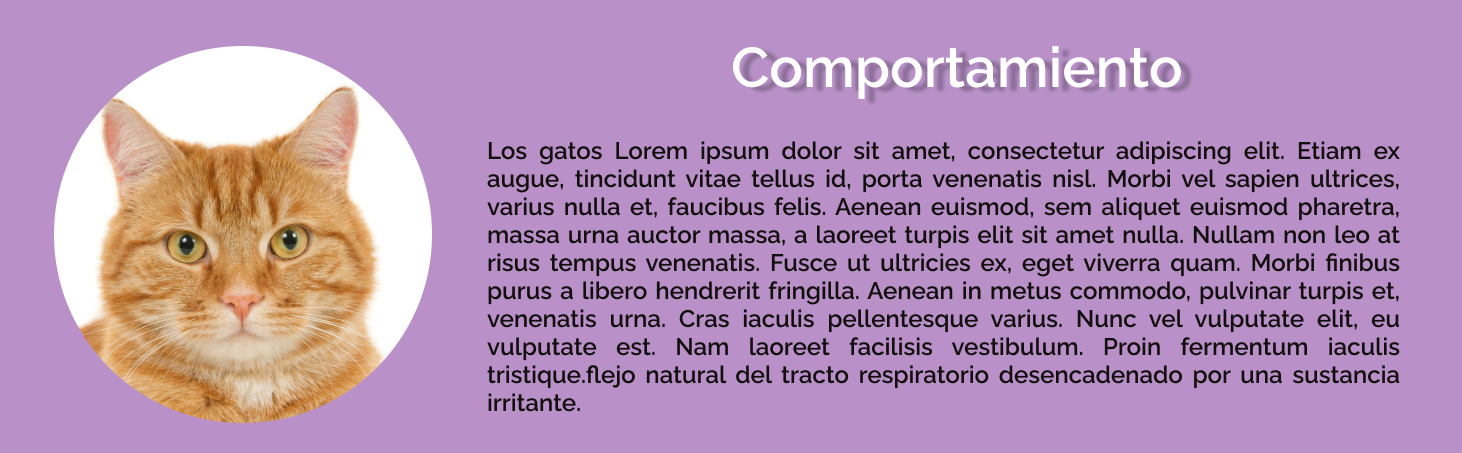 Comportamiento
Los gatos Lorem ipsum dolor sit amet, consectetur adipiscing elit. Etiam ex
augue, tincidunt vitae tellus id, porta venenatis nisl. Morbi vel sapien ultrices,
varius nulla et, faucibus felis. Aenean euismod, sem aliquet euismod pharetra,
massa urna auctor massa, a laoreet turpis elit sit amet nulla. Nullam non leo at
risus tempus venenatis. Fusce ut ultricies ex, eget viverra quam. Morbi finibus
purus a libero hendrerit fringilla. Aenean in metus commodo, pulvinar turpis et,
venenatis urna. Cras iaculis pellentesque varius. Nunc vel vulputate elit, eu
vulputate est. Nam laoreet facilisis vestibulum. Proin fermentum iaculis
tristique.flejo natural del tracto respiratorio desencadenado por una sustancia
irritante.